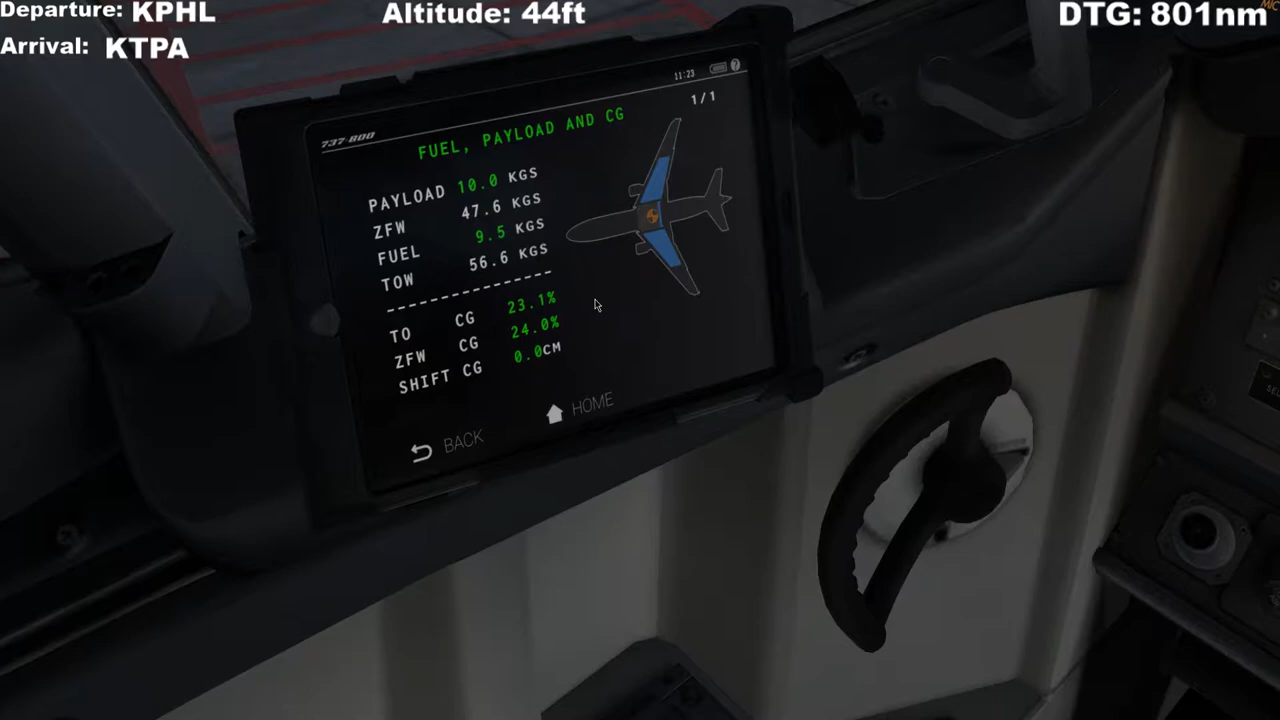 Departure: KPHL
Altitude: 44ft
DTG: 801nm
Arrival: KTPA
MIC
11:23
?
737-800
1/1
FUEL, PAYLOAD AND CG
PAYLOAD 10.0 KGS
ZFW 47.6 KGS
FUEL 9.5 KGS
TOW 56.6 KGS
--------------------
TO CG 23.1%
ZFW CG 24.0%
SHIFT CG 0.0CM
HOME
BACK